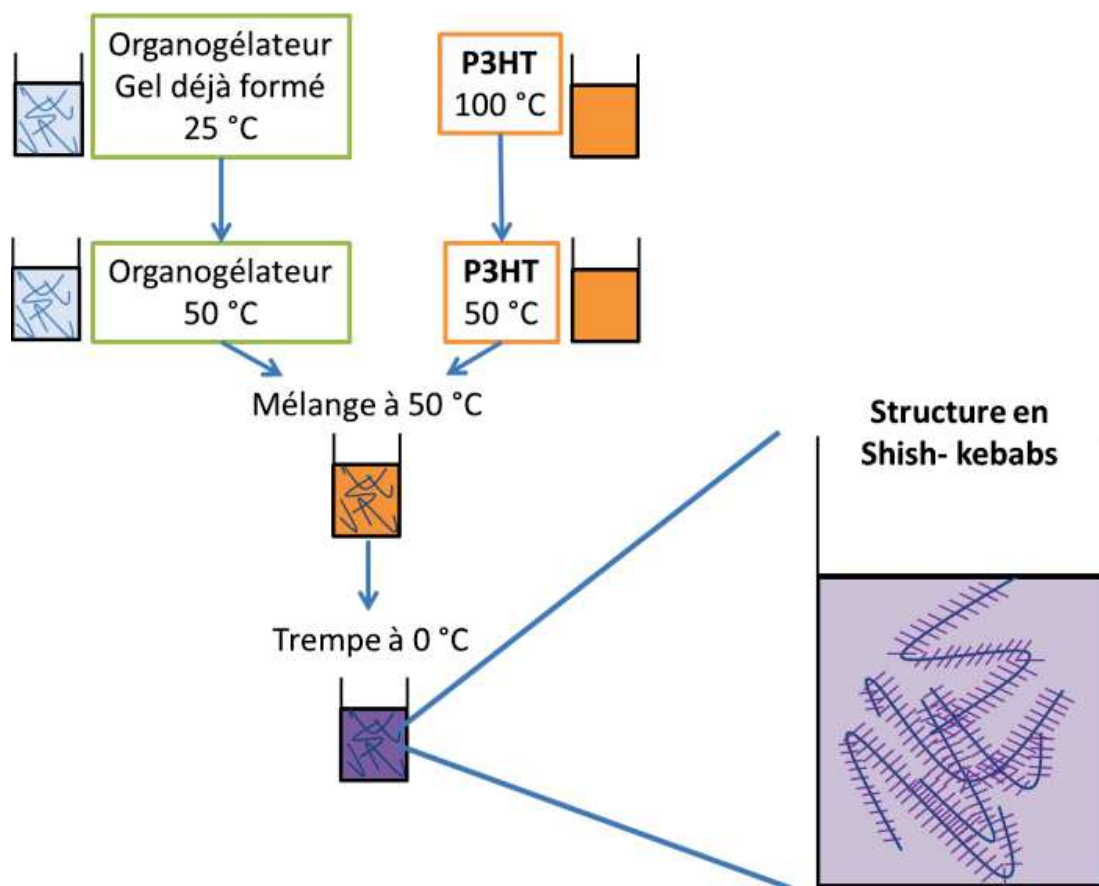 Organogélateur
Gel déjà formé
25 °C
P3HT
100 °C
Organogélateur
50 °C
P3HT
50 °C
Mélange à 50 °C
Structure en
Shish- kebabs
Trempe à 0 °C